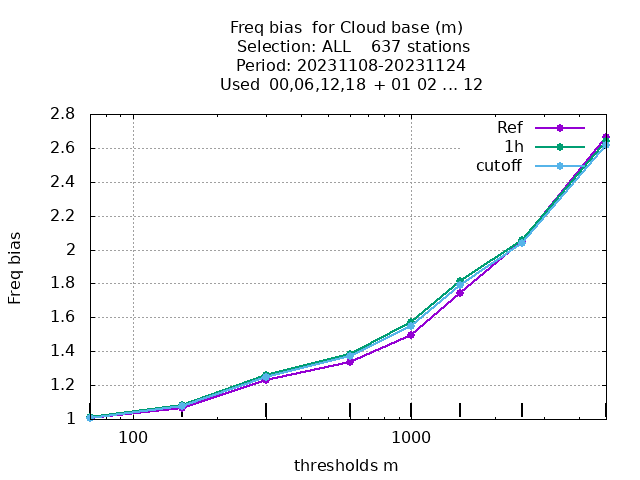 Freq bias  for Cloud base (m)
Selection: ALL    637 stations
Period: 20231108-20231124
Used  00,06,12,18  + 01 02 ... 12
Ref
1h
cutoff
Freq bias
2.8
2.6
2.4
2.2
2
1.8
1.6
1.4
1.2
1
100
1000
thresholds m